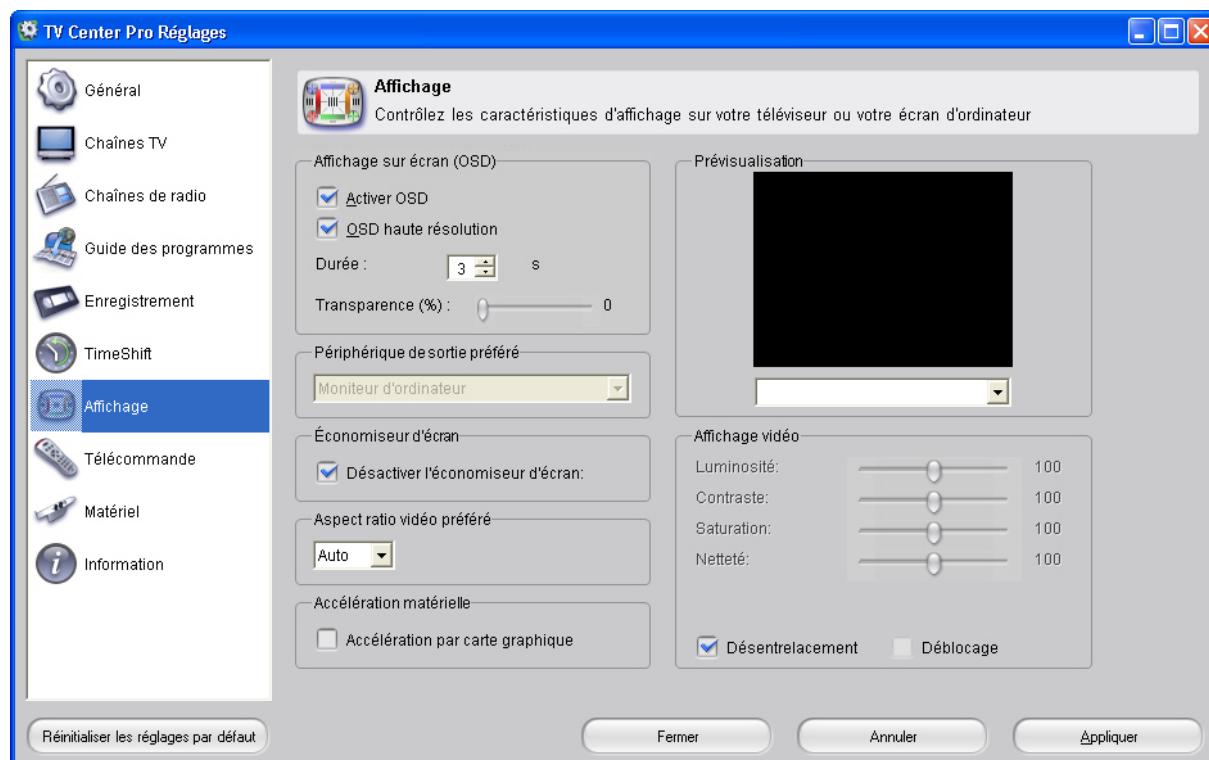 TV Center Pro Réglages
Général
Chaînes TV
Chaînes de radio
Guide des programmes
Enregistrement
TimeShift
Affichage
Télécommande
Matériel
Information
Affichage
Contrôlez les caractéristiques d'affichage sur votre téléviseur ou votre écran d'ordinateur
Affichage sur écran (OSD)
Activer OSD
OSD haute résolution
Durée : 3 s
Transparence (%) : 0
Périphérique de sortie préféré
Moniteur d'ordinateur
Économiseur d'écran
Désactiver l'économiseur d'écran:
Aspect ratio vidéo préféré
Auto
Accélération matérielle
Accélération par carte graphique
Prévisualisation
Affichage vidéo
Luminosité: 100
Contraste: 100
Saturation: 100
Netteté: 100
Désentrelacement Déblocage
Réinitialiser les réglages par défaut Fermer Annuler Appliquer